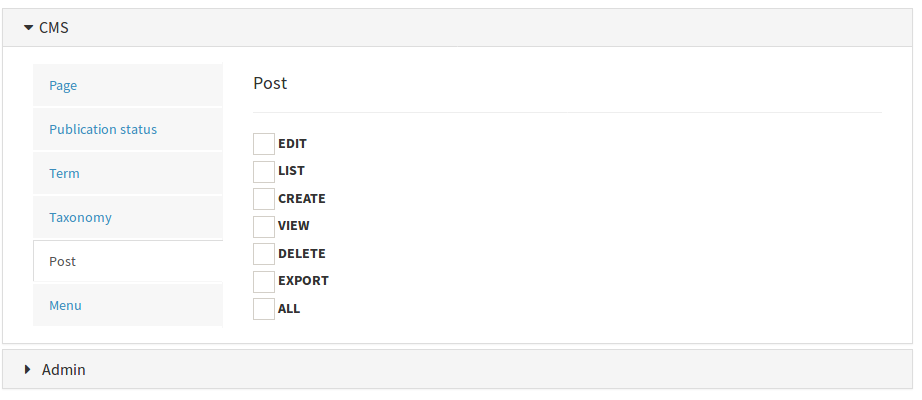 CMS
Page
Publication status
Term
Taxonomy
Post
Menu
Post
EDIT
LIST
CREATE
VIEW
DELETE
EXPORT
ALL
Admin